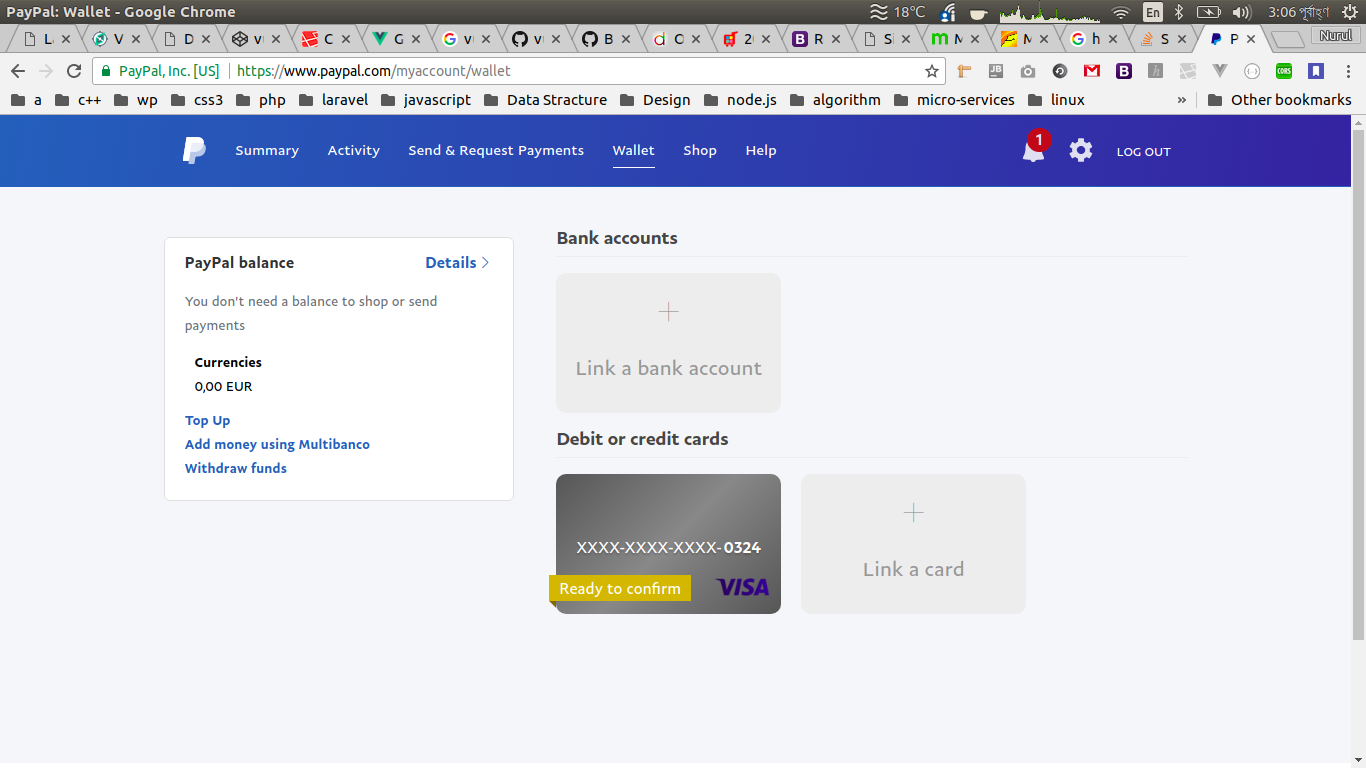 PayPal: Wallet - Google Chrome
18°C
En
3:06 পূর্বাহ্ণ
Nurul
PayPal, Inc. [US]
https://www.paypal.com/myaccount/wallet
a
c++
wp
css3
php
laravel
javascript
Data Stracture
Design
node.js
algorithm
micro-services
linux
»
Other bookmarks
Summary
Activity
Send & Request Payments
Wallet
Shop
Help
1
LOG OUT
PayPal balance
Details
You don't need a balance to shop or send
payments
Currencies
0,00 EUR
Top Up
Add money using Multibanco
Withdraw funds
Bank accounts
Link a bank account
Debit or credit cards
XXXX-XXXX-XXXX-0324
Ready to confirm
VISA
Link a card